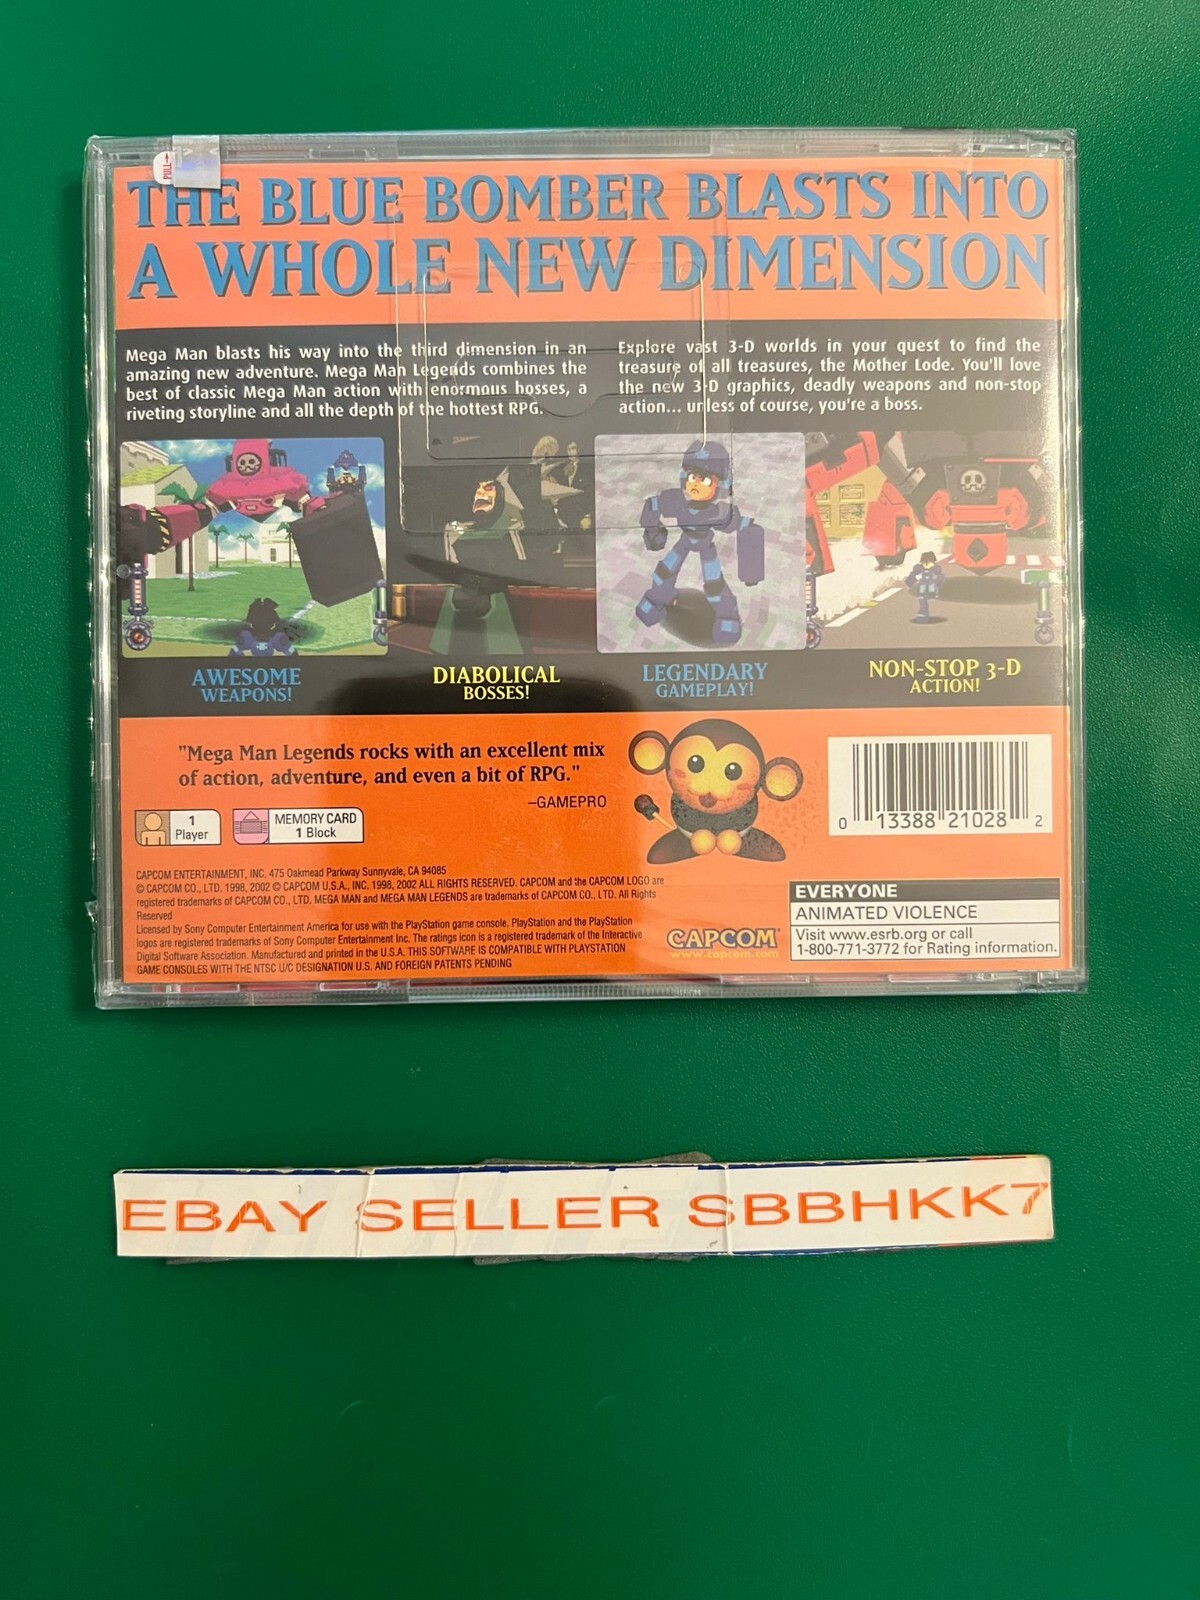 PULL
THE BLUE BOMBER BLASTS INTO
A WHOLE NEW DIMENSION
Mega Man blasts his way into the third dimension in an
amazing new adventure. Mega Man Legends combines the
best of classic Mega Man action with enormous bosses, a
riveting storyline and all the depth of the hottest RPG.
Explore vast 3-D worlds in your quest to find the
treasure of all treasures, the Mother Lode. You'll love
the new 3-D graphics, deadly weapons and non-stop
action... unless of course, you're a boss.
AWESOME
WEAPONS!
DIABOLICAL
BOSSES!
LEGENDARY
GAMEPLAY!
NON-STOP 3-D
ACTION!
"Mega Man Legends rocks with an excellent mix
of action, adventure, and even a bit of RPG."
–GAMEPRO
1
Player
MEMORY CARD
1 Block
0 13388 21028 2
CAPCOM ENTERTAINMENT, INC. 475 Oakmead Parkway Sunnyvale, CA 94085
© CAPCOM CO., LTD. 1998, 2002 © CAPCOM U.S.A., INC. 1998, 2002 ALL RIGHTS RESERVED. CAPCOM and the CAPCOM LOGO are
registered trademarks of CAPCOM CO., LTD. MEGA MAN and MEGA MAN LEGENDS are trademarks of CAPCOM CO., LTD. All Rights
Reserved
Licensed by Sony Computer Entertainment America for use with the PlayStation game console. PlayStation and the PlayStation
logos are registered trademarks of Sony Computer Entertainment Inc. The ratings icon is a registered trademark of the Interactive
Digital Software Association. Manufactured and printed in the U.S.A. THIS SOFTWARE IS COMPATIBLE WITH PLAYSTATION
GAME CONSOLES WITH THE NTSC U/C DESIGNATION U.S. AND FOREIGN PATENTS PENDING
CAPCOM
www.capcom.com
EVERYONE
ANIMATED VIOLENCE
Visit www.esrb.org or call
1-800-771-3772 for Rating information.
EBAY SELLER SBBHKK7